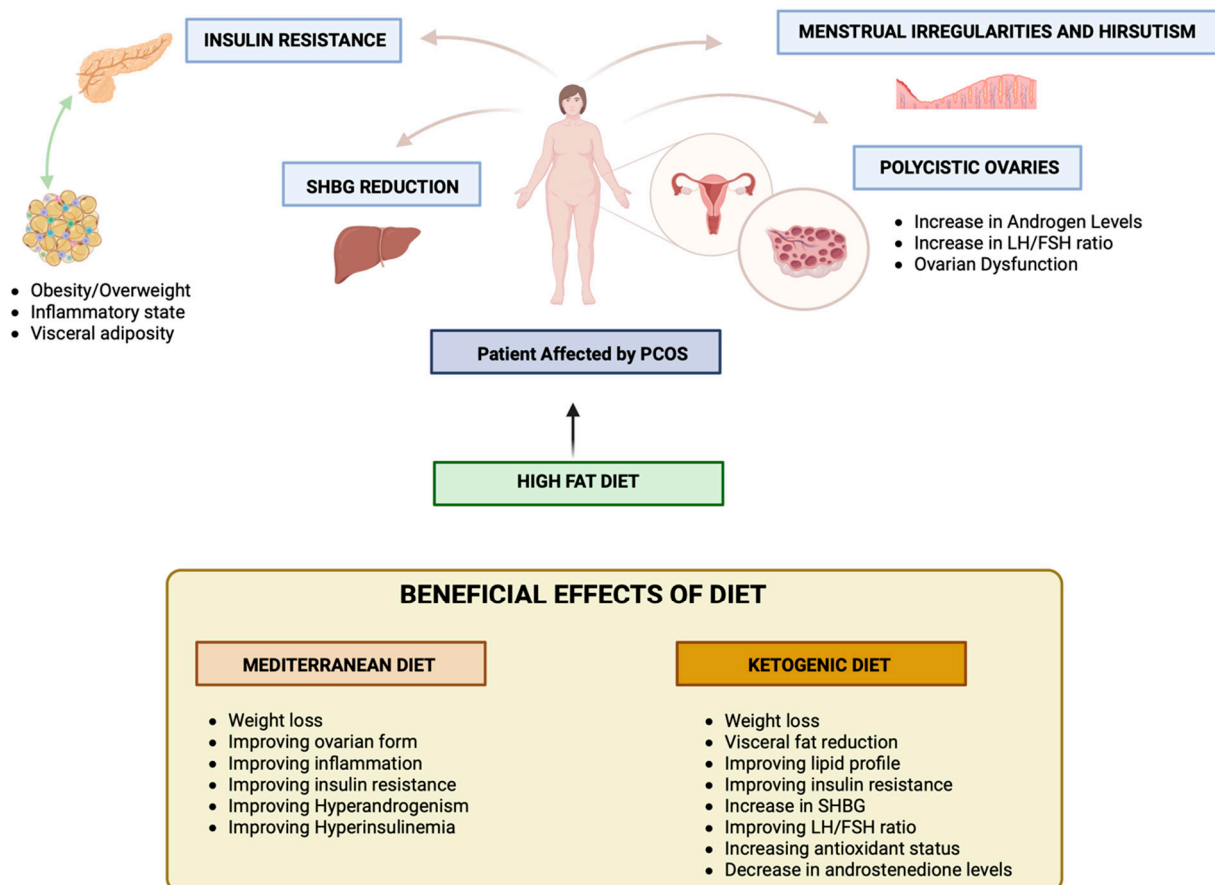 INSULIN RESISTANCE
MENSTRUAL IRREGULARITIES AND HIRSUTISM
SHBG REDUCTION
POLYCISTIC OVARIES
• Increase in Androgen Levels
• Increase in LH/FSH ratio
• Ovarian Dysfunction
• Obesity/Overweight
• Inflammatory state
• Visceral adiposity
Patient Affected by PCOS
HIGH FAT DIET
BENEFICIAL EFFECTS OF DIET
MEDITERRANEAN DIET
• Weight loss
• Improving ovarian form
• Improving inflammation
• Improving insulin resistance
• Improving Hyperandrogenism
• Improving Hyperinsulinemia
KETOGENIC DIET
• Weight loss
• Visceral fat reduction
• Improving lipid profile
• Improving insulin resistance
• Increase in SHBG
• Improving LH/FSH ratio
• Increasing antioxidant status
• Decrease in androstenedione levels